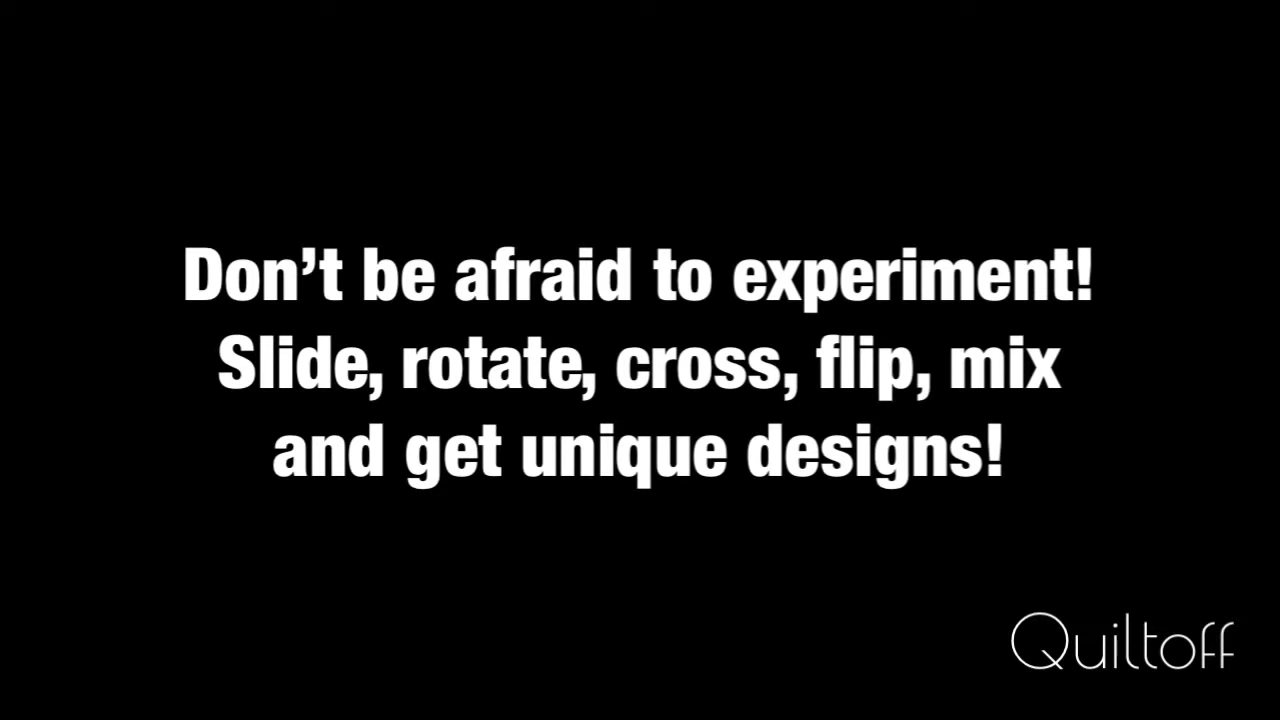 Don’t be afraid to experiment!
Slide, rotate, cross, flip, mix
and get unique designs!
Quiltoff